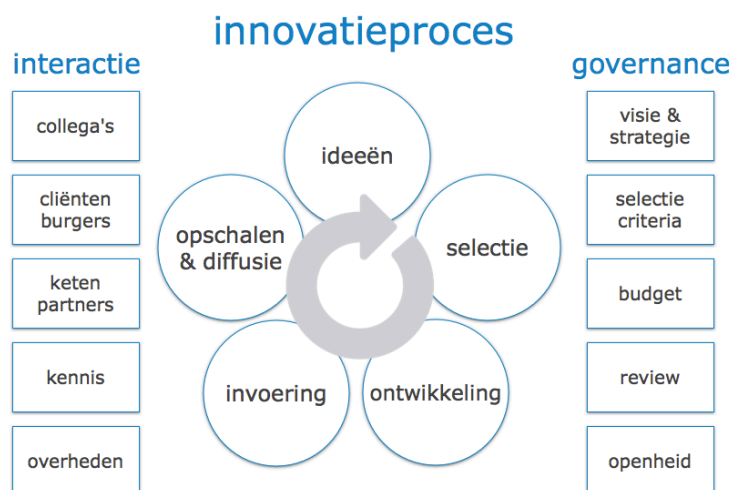 innovatieproces
interactie
collega's
cliënten
burgers
keten
partners
kennis
overheden
ideeën
selectie
ontwikkeling
invoering
opschalen
& diffusie
governance
visie &
strategie
selectie
criteria
budget
review
openheid